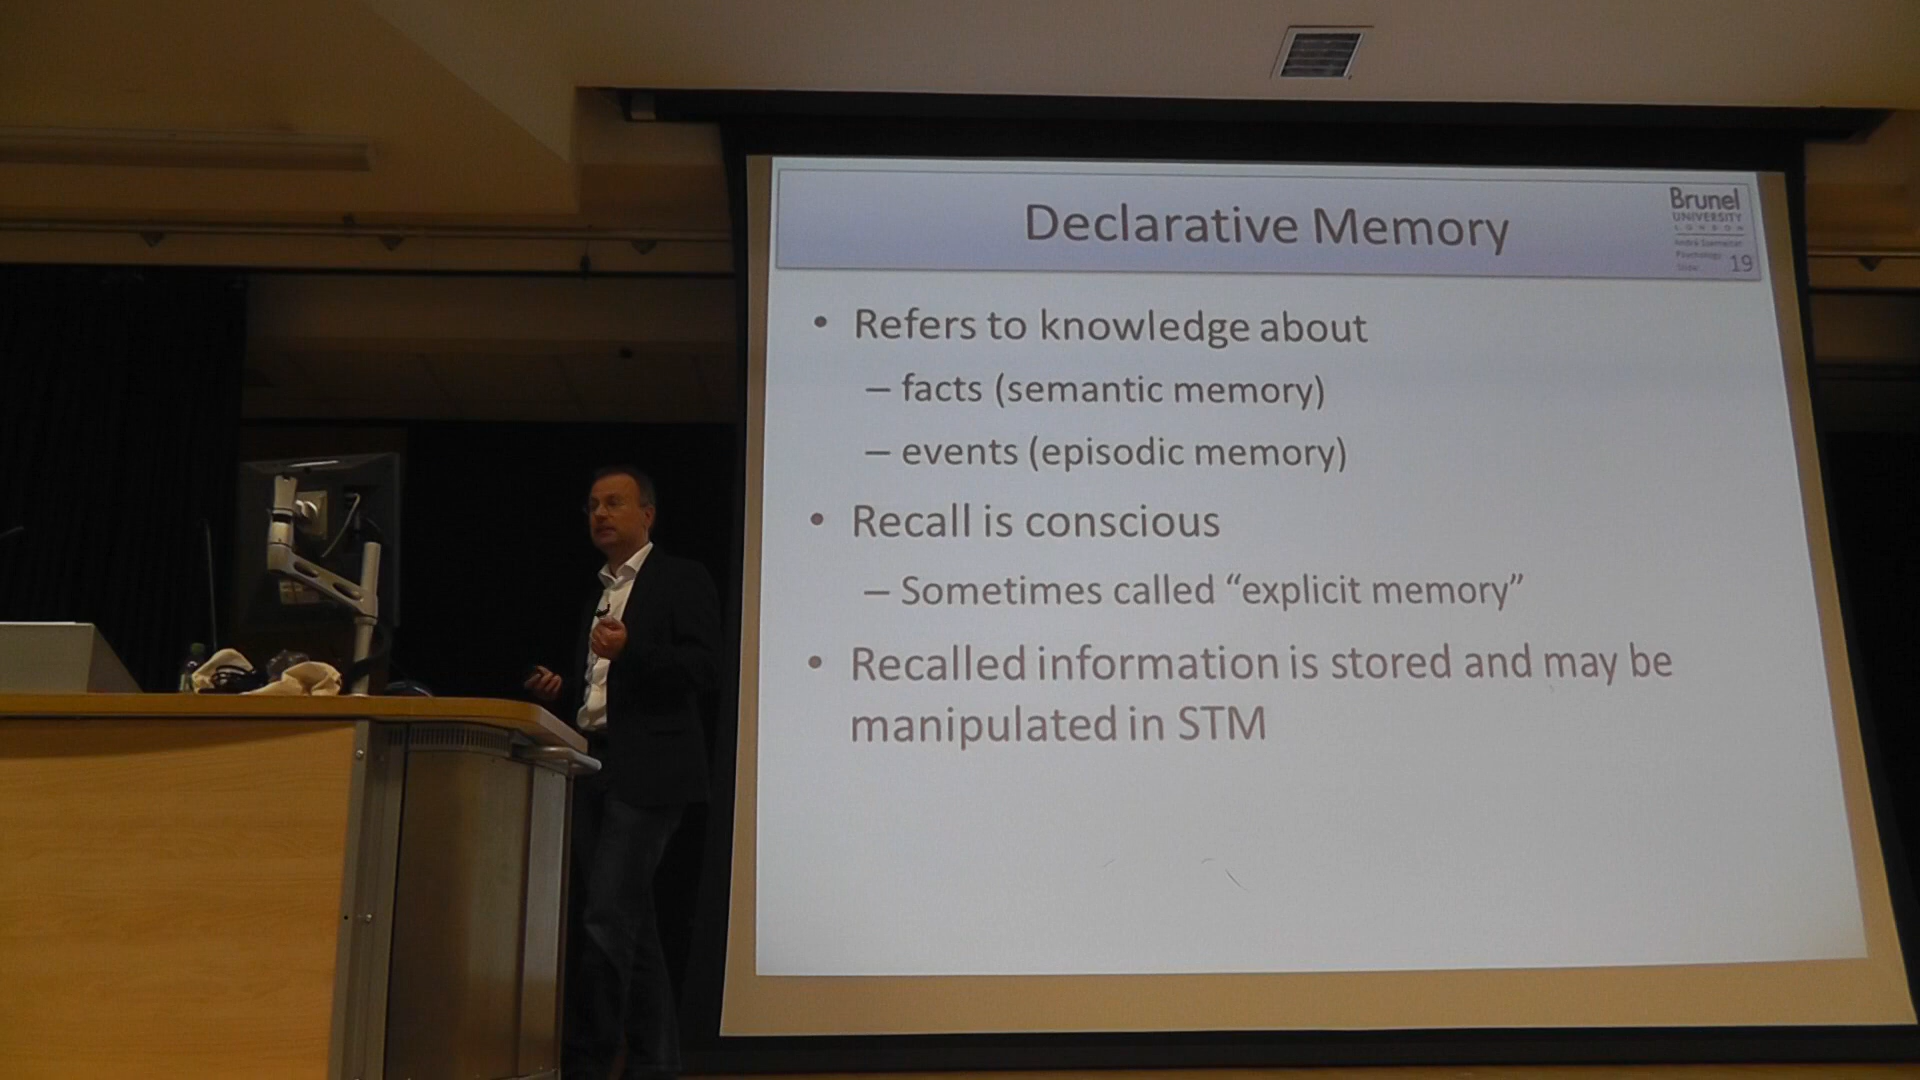 Declarative Memory
Brunel
UNIVERSITY
LONDON
Psychology
19
• Refers to knowledge about
– facts (semantic memory)
– events (episodic memory)
• Recall is conscious
– Sometimes called “explicit memory”
• Recalled information is stored and may be
manipulated in STM